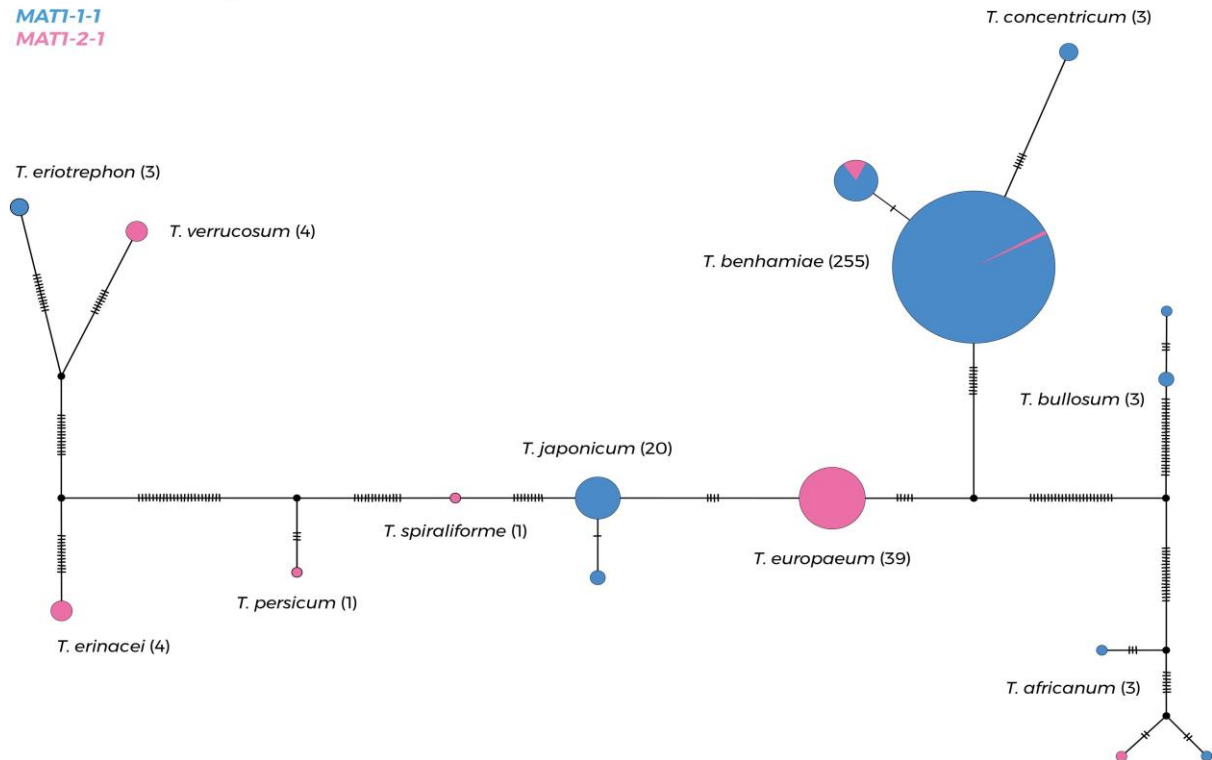 MAT1-1-1
MAT1-2-1
T. concentricum (3)
T. eriotrephon (3)
T. verrucosum (4)
T. benhamiae (255)
T. bullosum (3)
T. japonicum (20)
T. spiraliforme (1)
T. europaeum (39)
T. persicum (1)
T. erinacei (4)
T. africanum (3)